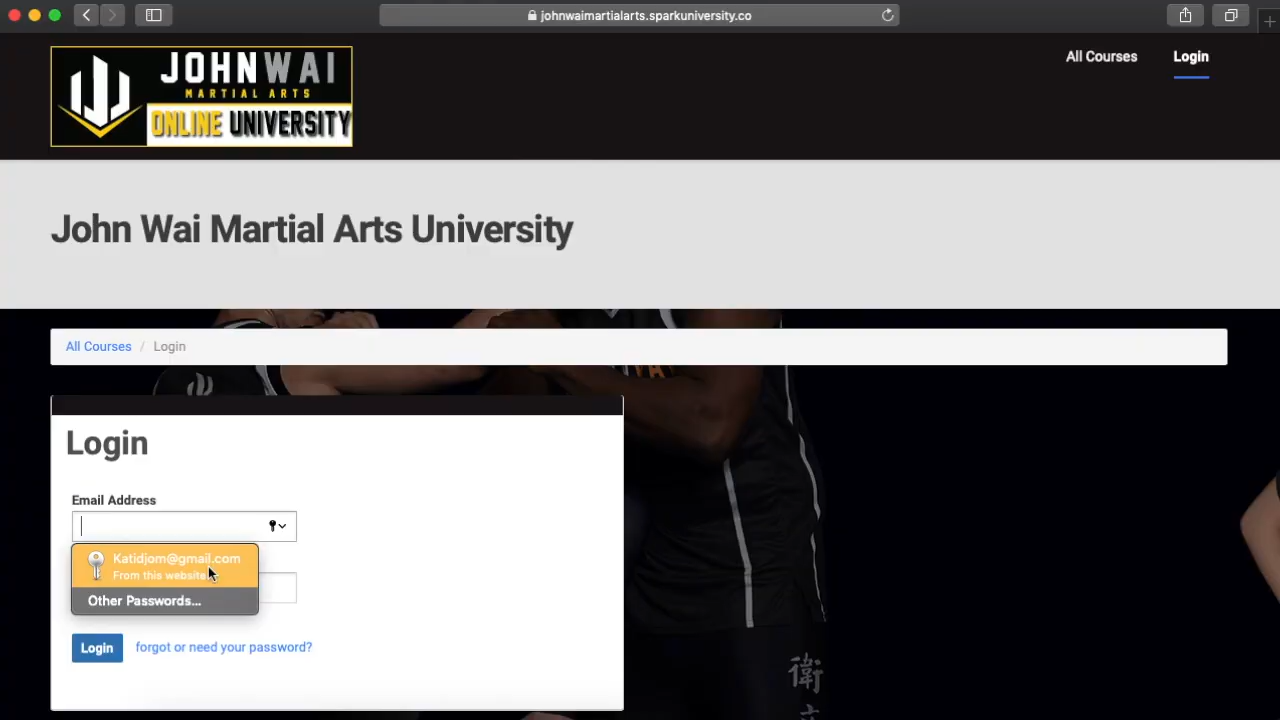 johnwaimartialarts.sparkuniversity.co
JOHNWAI
MARTIAL ARTS
ONLINE UNIVERSITY
All Courses
Login
John Wai Martial Arts University
All Courses / Login
Login
Email Address
Katidjom@gmail.com
From this website
Other Passwords...
Login
forgot or need your password?
衛